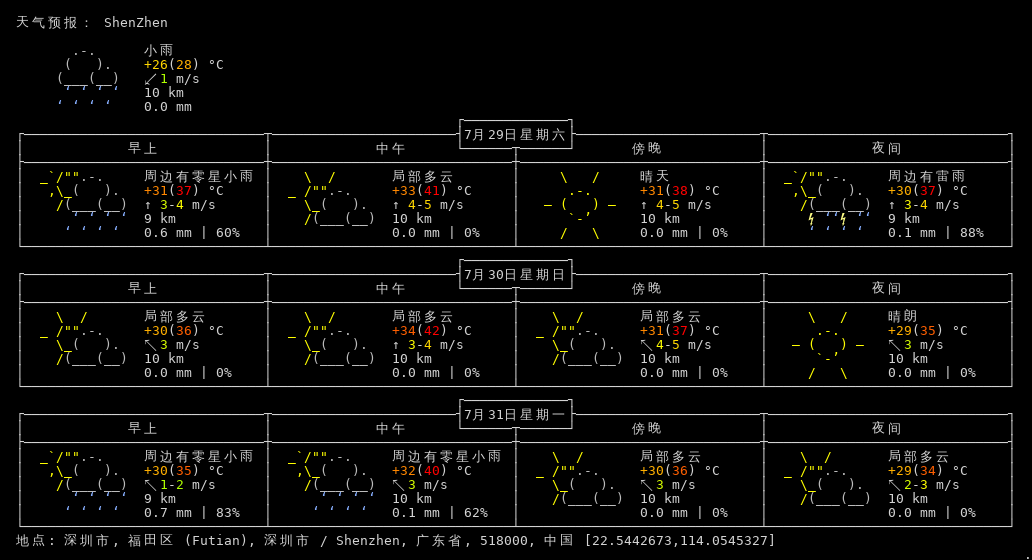 天气预报: ShenZhen
小雨
+26(28) °C
↙ 1 m/s
10 km
0.0 mm
7月29日星期六
早上 中午 傍晚 夜间
周边有零星小雨 局部多云 晴天 周边有雷雨
+31(37) °C +33(41) °C +31(38) °C +30(37) °C
↑ 3-4 m/s ↑ 4-5 m/s ↑ 4-5 m/s ↑ 3-4 m/s
9 km 10 km 10 km 9 km
0.6 mm | 60% 0.0 mm | 0% 0.0 mm | 0% 0.1 mm | 88%
7月30日星期日
早上 中午 傍晚 夜间
局部多云 局部多云 局部多云 晴朗
+30(36) °C +34(42) °C +31(37) °C +29(35) °C
↖ 3 m/s ↑ 3-4 m/s ↖ 4-5 m/s ↖ 3 m/s
10 km 10 km 10 km 10 km
0.0 mm | 0% 0.0 mm | 0% 0.0 mm | 0% 0.0 mm | 0%
7月31日星期一
早上 中午 傍晚 夜间
周边有零星小雨 周边有零星小雨 局部多云 局部多云
+30(35) °C +32(40) °C +30(36) °C +29(34) °C
↖ 1-2 m/s ↖ 3 m/s ↖ 3 m/s ↖ 2-3 m/s
9 km 10 km 10 km 10 km
0.7 mm | 83% 0.1 mm | 62% 0.0 mm | 0% 0.0 mm | 0%
地点: 深圳市, 福田区 (Futian), 深圳市 / Shenzhen, 广东省, 518000, 中国 [22.5442673,114.0545327]